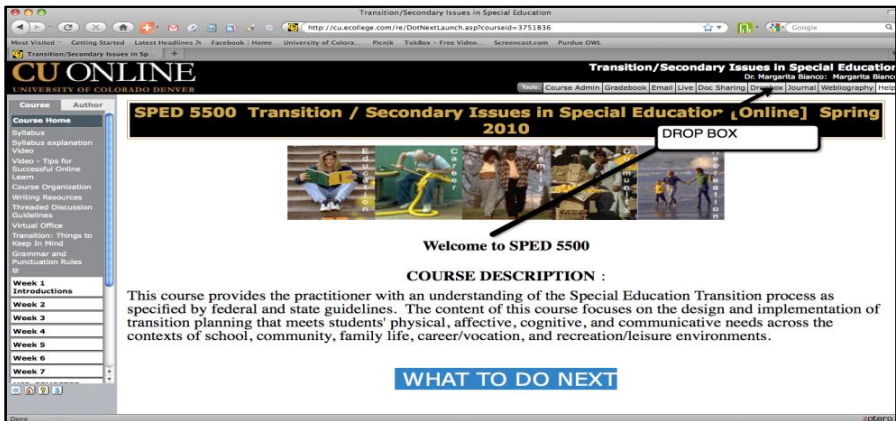 Transition/Secondary Issues in Special Education
http://cu.ecollege.com/re/DotNextLaunch.asp?courseid=3751836
Google
Most Visited Getting Started Latest Headlines Facebook | Home University of Colora... Picnik TokBox – Free Video... Screencast.com Purdue OWL
Transition/Secondary Issues in Sp... +
CU ONLINE
UNIVERSITY OF COLORADO DENVER
Transition/Secondary Issues in Special Education
Dr. Margarita Bianco: Margarita Bianco
Tools: Course Admin Gradebook Email Live Doc Sharing Dropbox Journal Webliography Help
Course Author
Course Home
Syllabus
Syllabus explanation
Video
Video - Tips for
Successful Online
Learn
Course Organization
Writing Resources
Threaded Discussion
Guidelines
Virtual Office
Transition: Things to
Keep In Mind
Grammar and
Punctuation Rules
Week 1
Introductions
Week 2
Week 3
Week 4
Week 5
Week 6
Week 7
SPED 5500 Transition / Secondary Issues in Special Education [Online] Spring
2010
DROP BOX
Education
Career
Family
Community
Recreation
Welcome to SPED 5500
COURSE DESCRIPTION :
This course provides the practitioner with an understanding of the Special Education Transition process as
specified by federal and state guidelines. The content of this course focuses on the design and implementation of
transition planning that meets students' physical, affective, cognitive, and communicative needs across the
contexts of school, community, family life, career/vocation, and recreation/leisure environments.
WHAT TO DO NEXT
Done
zotero